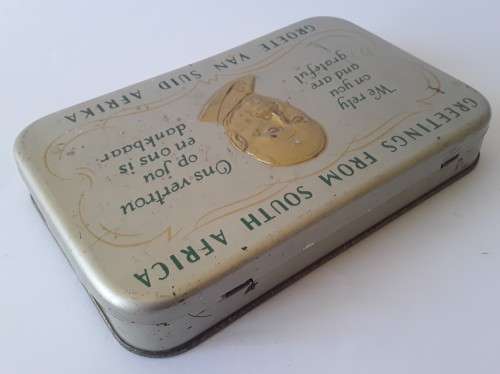 GREETINGS FROM SOUTH AFRICA
We rely
on you
and are
grateful
Ons vertrou
op jou
en ons is
dankbaar
GROETE VAN SUID AFRIKA